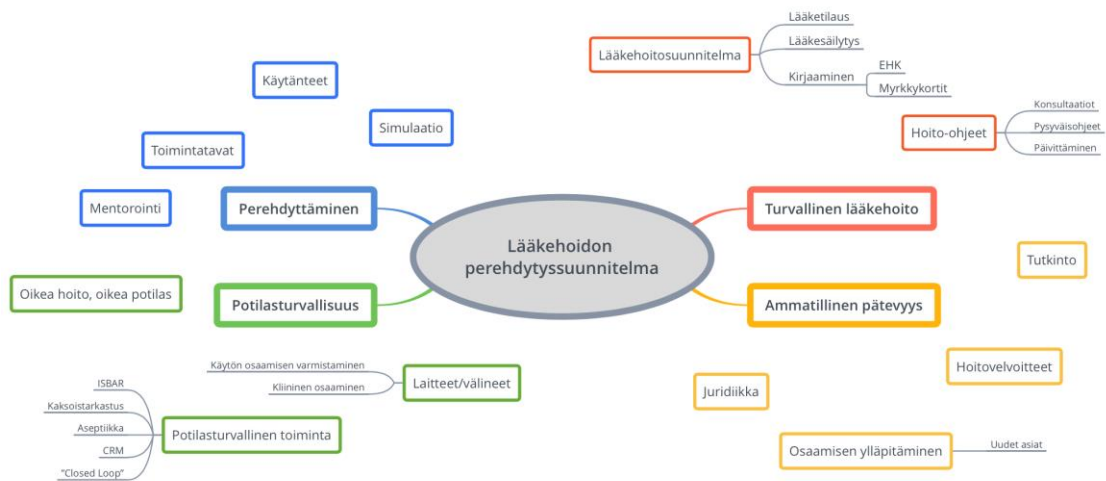 Lääkehoidon
perehdytyssuunnitelma
Perehdyttäminen
Käytänteet
Simulaatio
Toimintatavat
Mentorointi
Turvallinen lääkehoito
Lääkehoitosuunnitelma
Lääketilaus
Lääkesäilytys
Kirjaaminen
EHK
Myrkkykortit
Hoito-ohjeet
Konsultaatiot
Pysyväisohjeet
Päivittäminen
Potilasturvallisuus
Oikea hoito, oikea potilas
Laitteet/välineet
Käytön osaamisen varmistaminen
Kliininen osaaminen
Potilasturvallinen toiminta
ISBAR
Kaksoistarkastus
Aseptiikka
CRM
"Closed Loop"
Ammatillinen pätevyys
Tutkinto
Hoitovelvoitteet
Juridiikka
Osaamisen ylläpitäminen
Uudet asiat